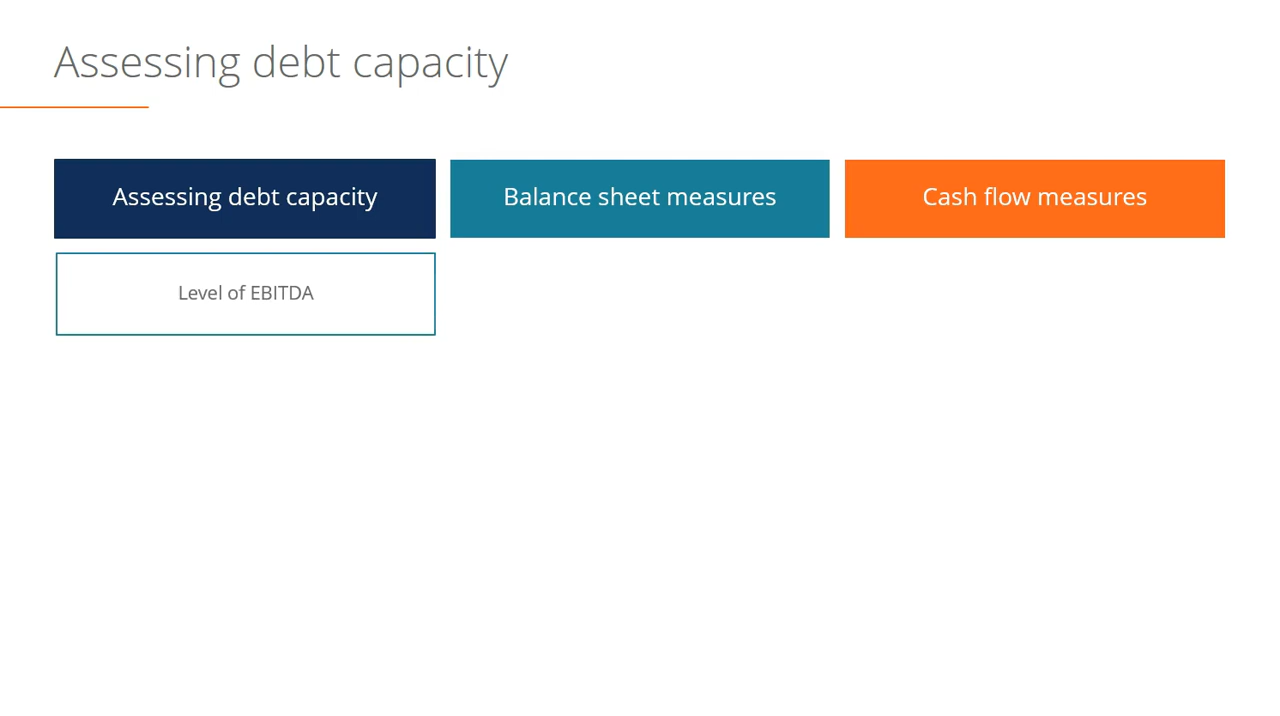 Assessing debt capacity
Assessing debt capacity
Balance sheet measures
Cash flow measures
Level of EBITDA